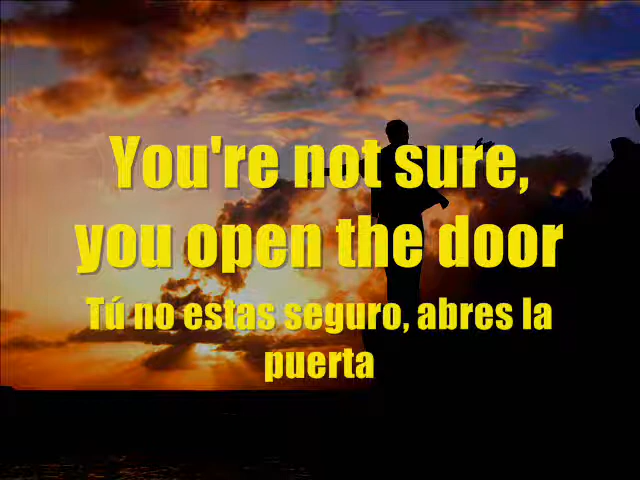 You're not sure,
you open the door
Tú no estas seguro, abres la
puerta